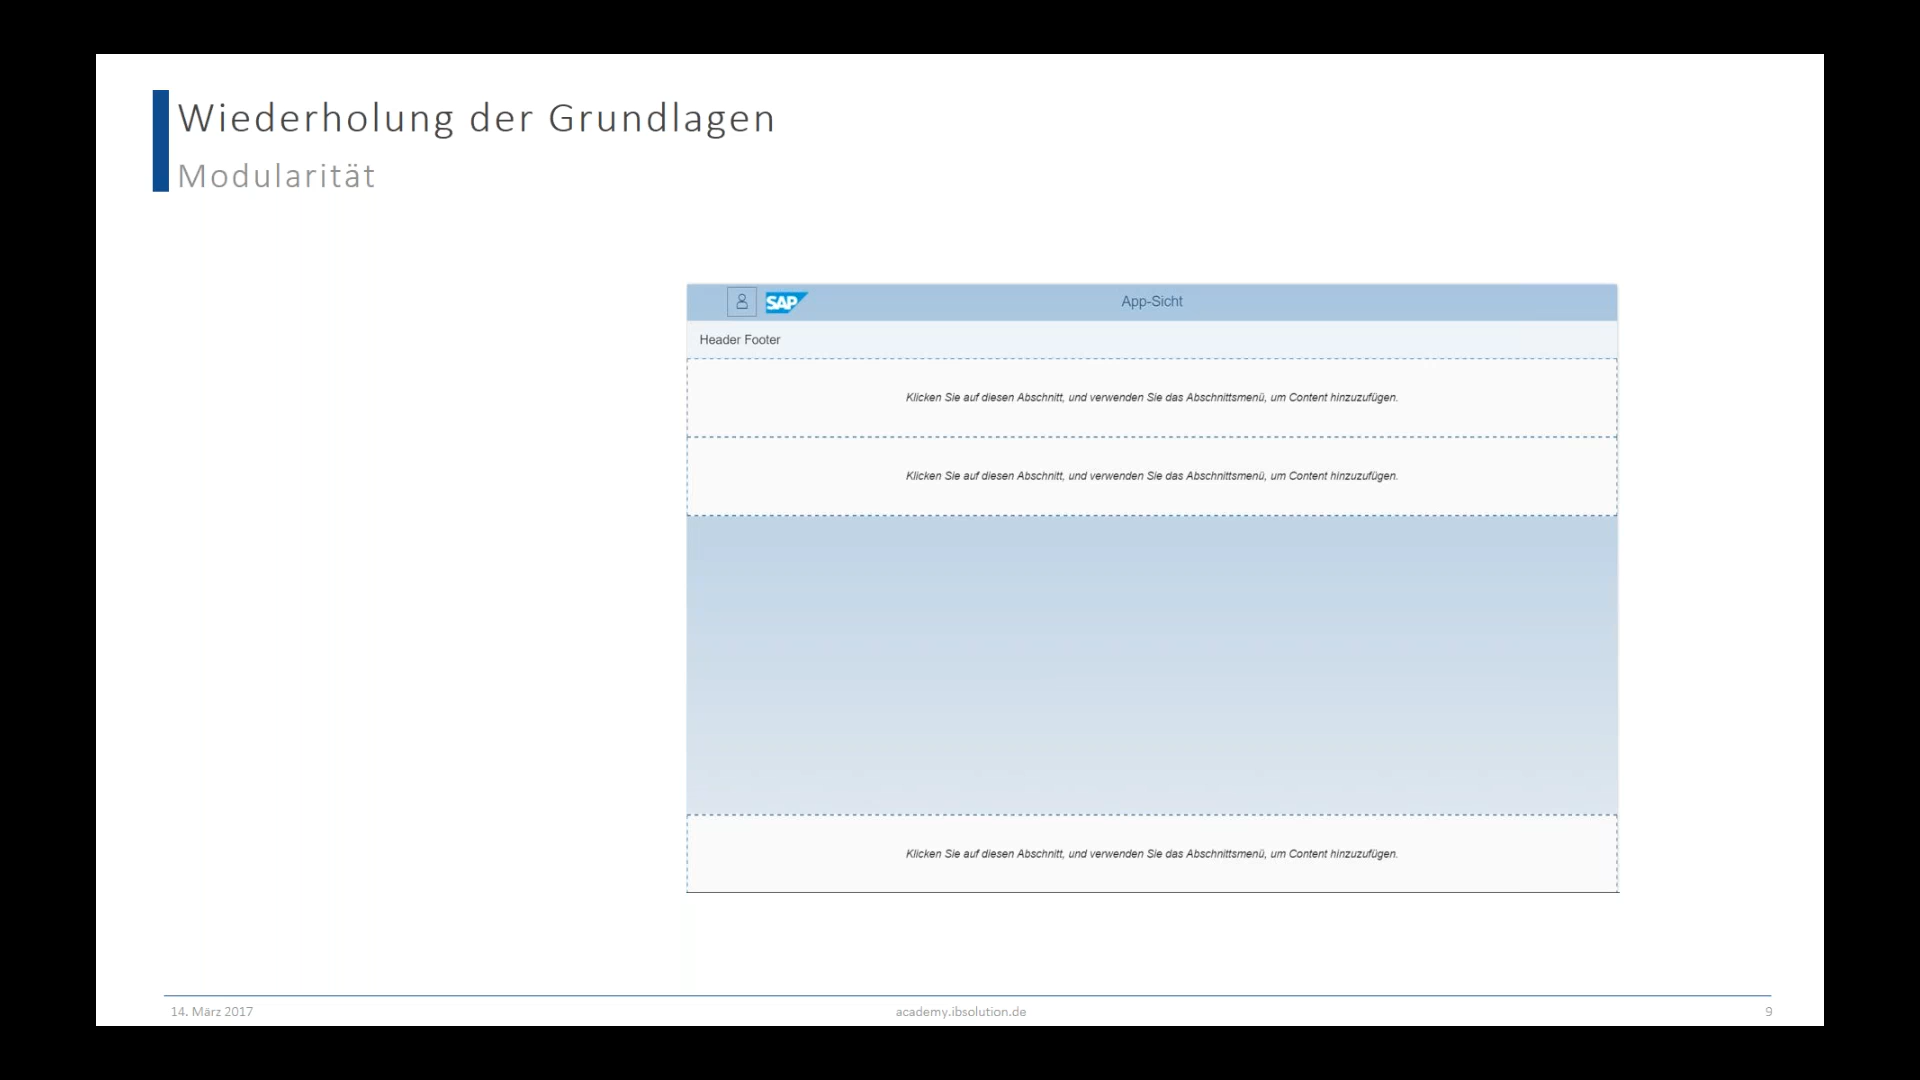 Wiederholung der Grundlagen
Modularität
SAP
App-Sicht
Header Footer
Klicken Sie auf diesen Abschnitt, und verwenden Sie das Abschnittsmenü, um Content hinzuzufügen.
Klicken Sie auf diesen Abschnitt, und verwenden Sie das Abschnittsmenü, um Content hinzuzufügen.
Klicken Sie auf diesen Abschnitt, und verwenden Sie das Abschnittsmenü, um Content hinzuzufügen.
14. März 2017
academy.ibsolution.de
9